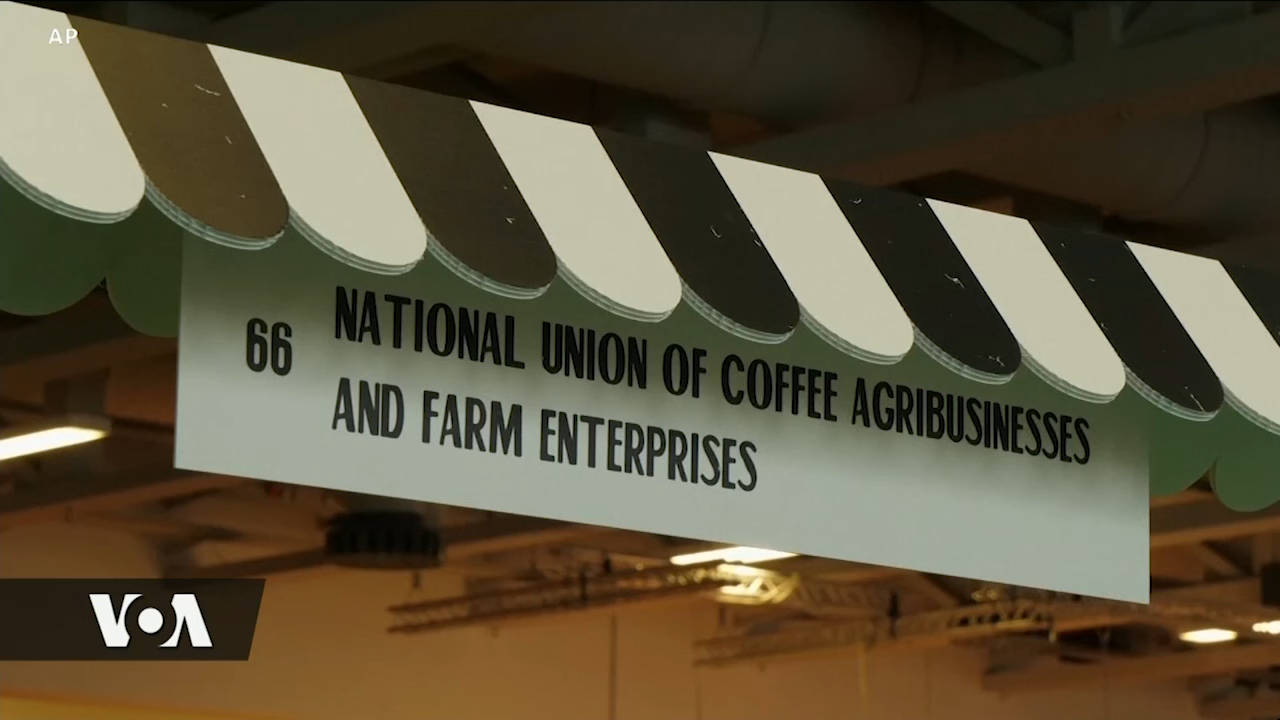 AP
66
NATIONAL UNION OF COFFEE AGRIBUSINESSES
AND FARM ENTERPRISES
VOA